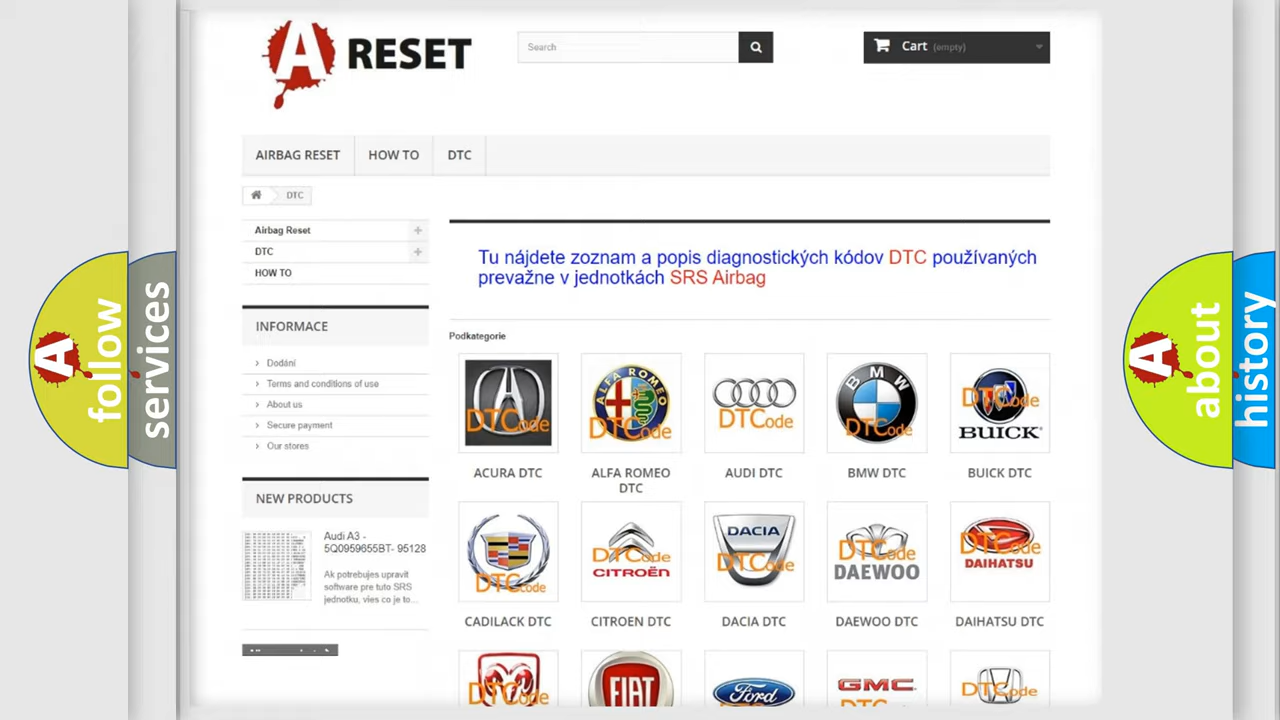 A RESET
Search
Cart (empty)
AIRBAG RESET
HOW TO
DTC
DTC
Airbag Reset
DTC
HOW TO
INFORMACE
Dodání
Terms and conditions of use
About us
Secure payment
Our stores
NEW PRODUCTS
Audi A3 -
5Q0959655BT- 95128
Ak potrebujes upravit
software pre tuto SRS
jednotku, vies co je to...
Tu nájdete zoznam a popis diagnostických kódov DTC používaných
prevažne v jednotkách SRS Airbag
Podkategorie
DTCode
ALFA ROMEO
DTCode
DTCode
BMW
DTCode
DTCode
BUICK
ACURA DTC
ALFA ROMEO
DTC
AUDI DTC
BMW DTC
BUICK DTC
DTCode
DTCode
CITROËN
DACIA
DTCode
DTCode
DAEWOO
DTCode
DAIHATSU
CADILACK DTC
CITROEN DTC
DACIA DTC
DAEWOO DTC
DAIHATSU DTC
DTCode
FIAT
Ford
GMC
DTCode
A
follow
services
A
about
history